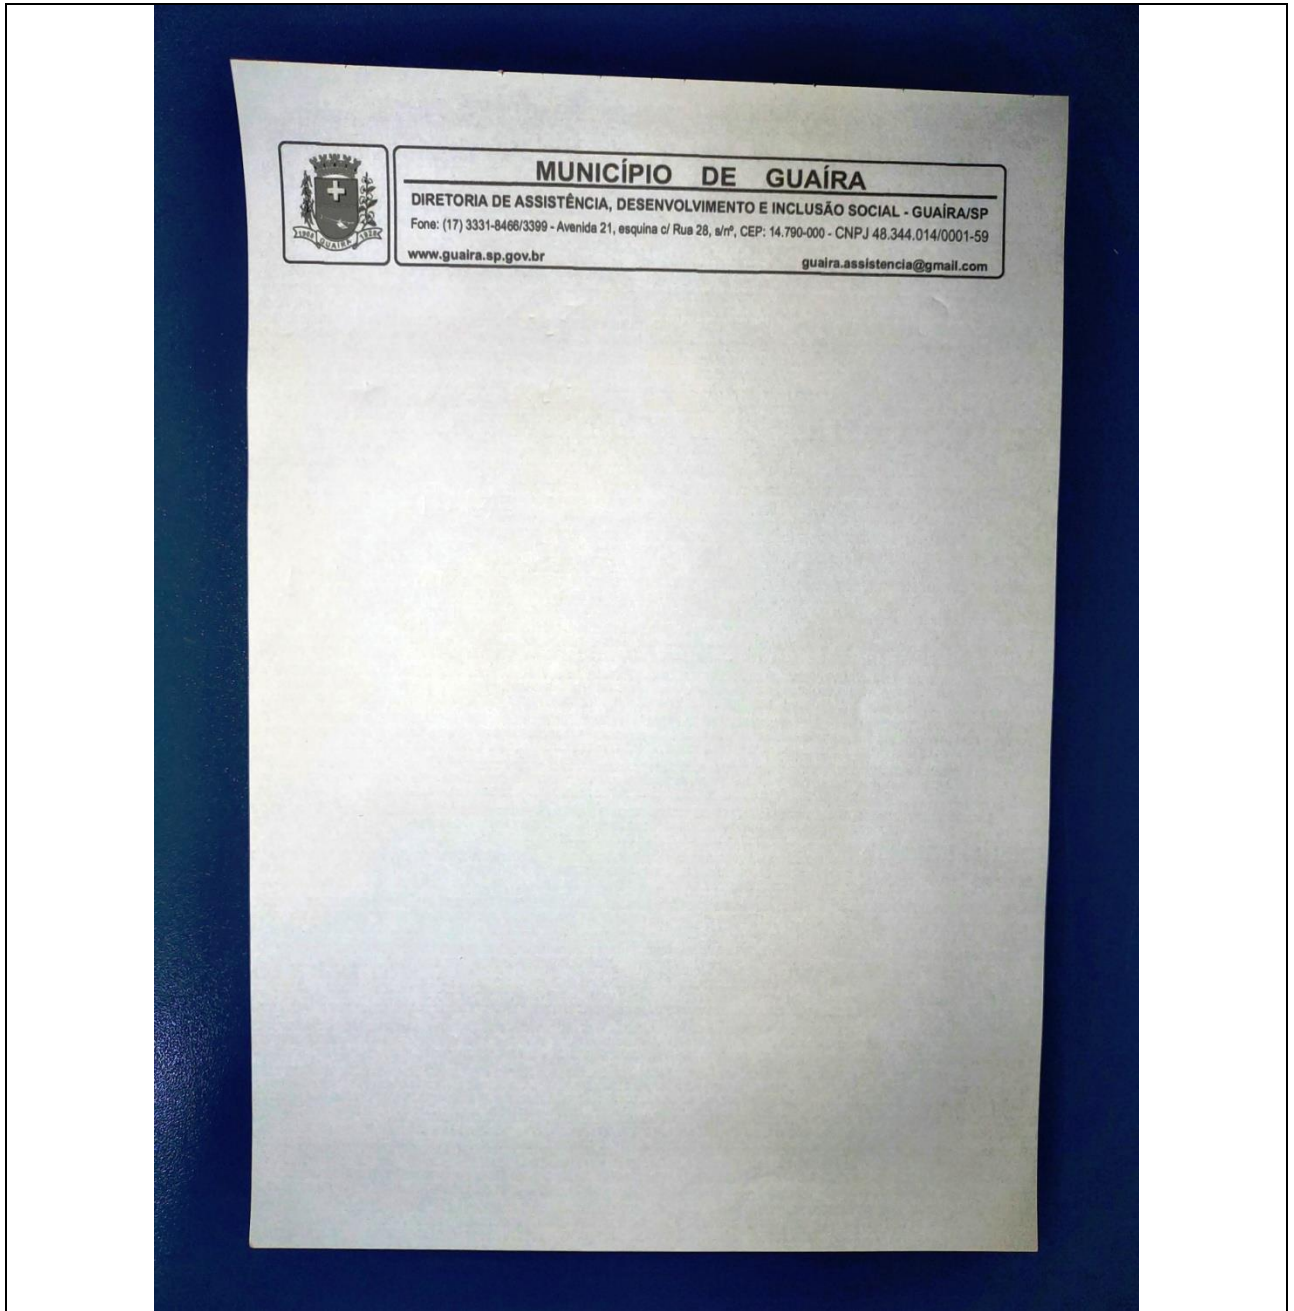 MUNICÍPIO DE GUAÍRA
DIRETORIA DE ASSISTÊNCIA, DESENVOLVIMENTO E INCLUSÃO SOCIAL - GUAÍRA/SP
Fone: (17) 3331-8466/3399 - Avenida 21, esquina c/ Rua 28, s/nº, CEP: 14.790-000 - CNPJ 48.344.014/0001-59
www.guaira.sp.gov.br guaira.assistencia@gmail.com
GUAIRA